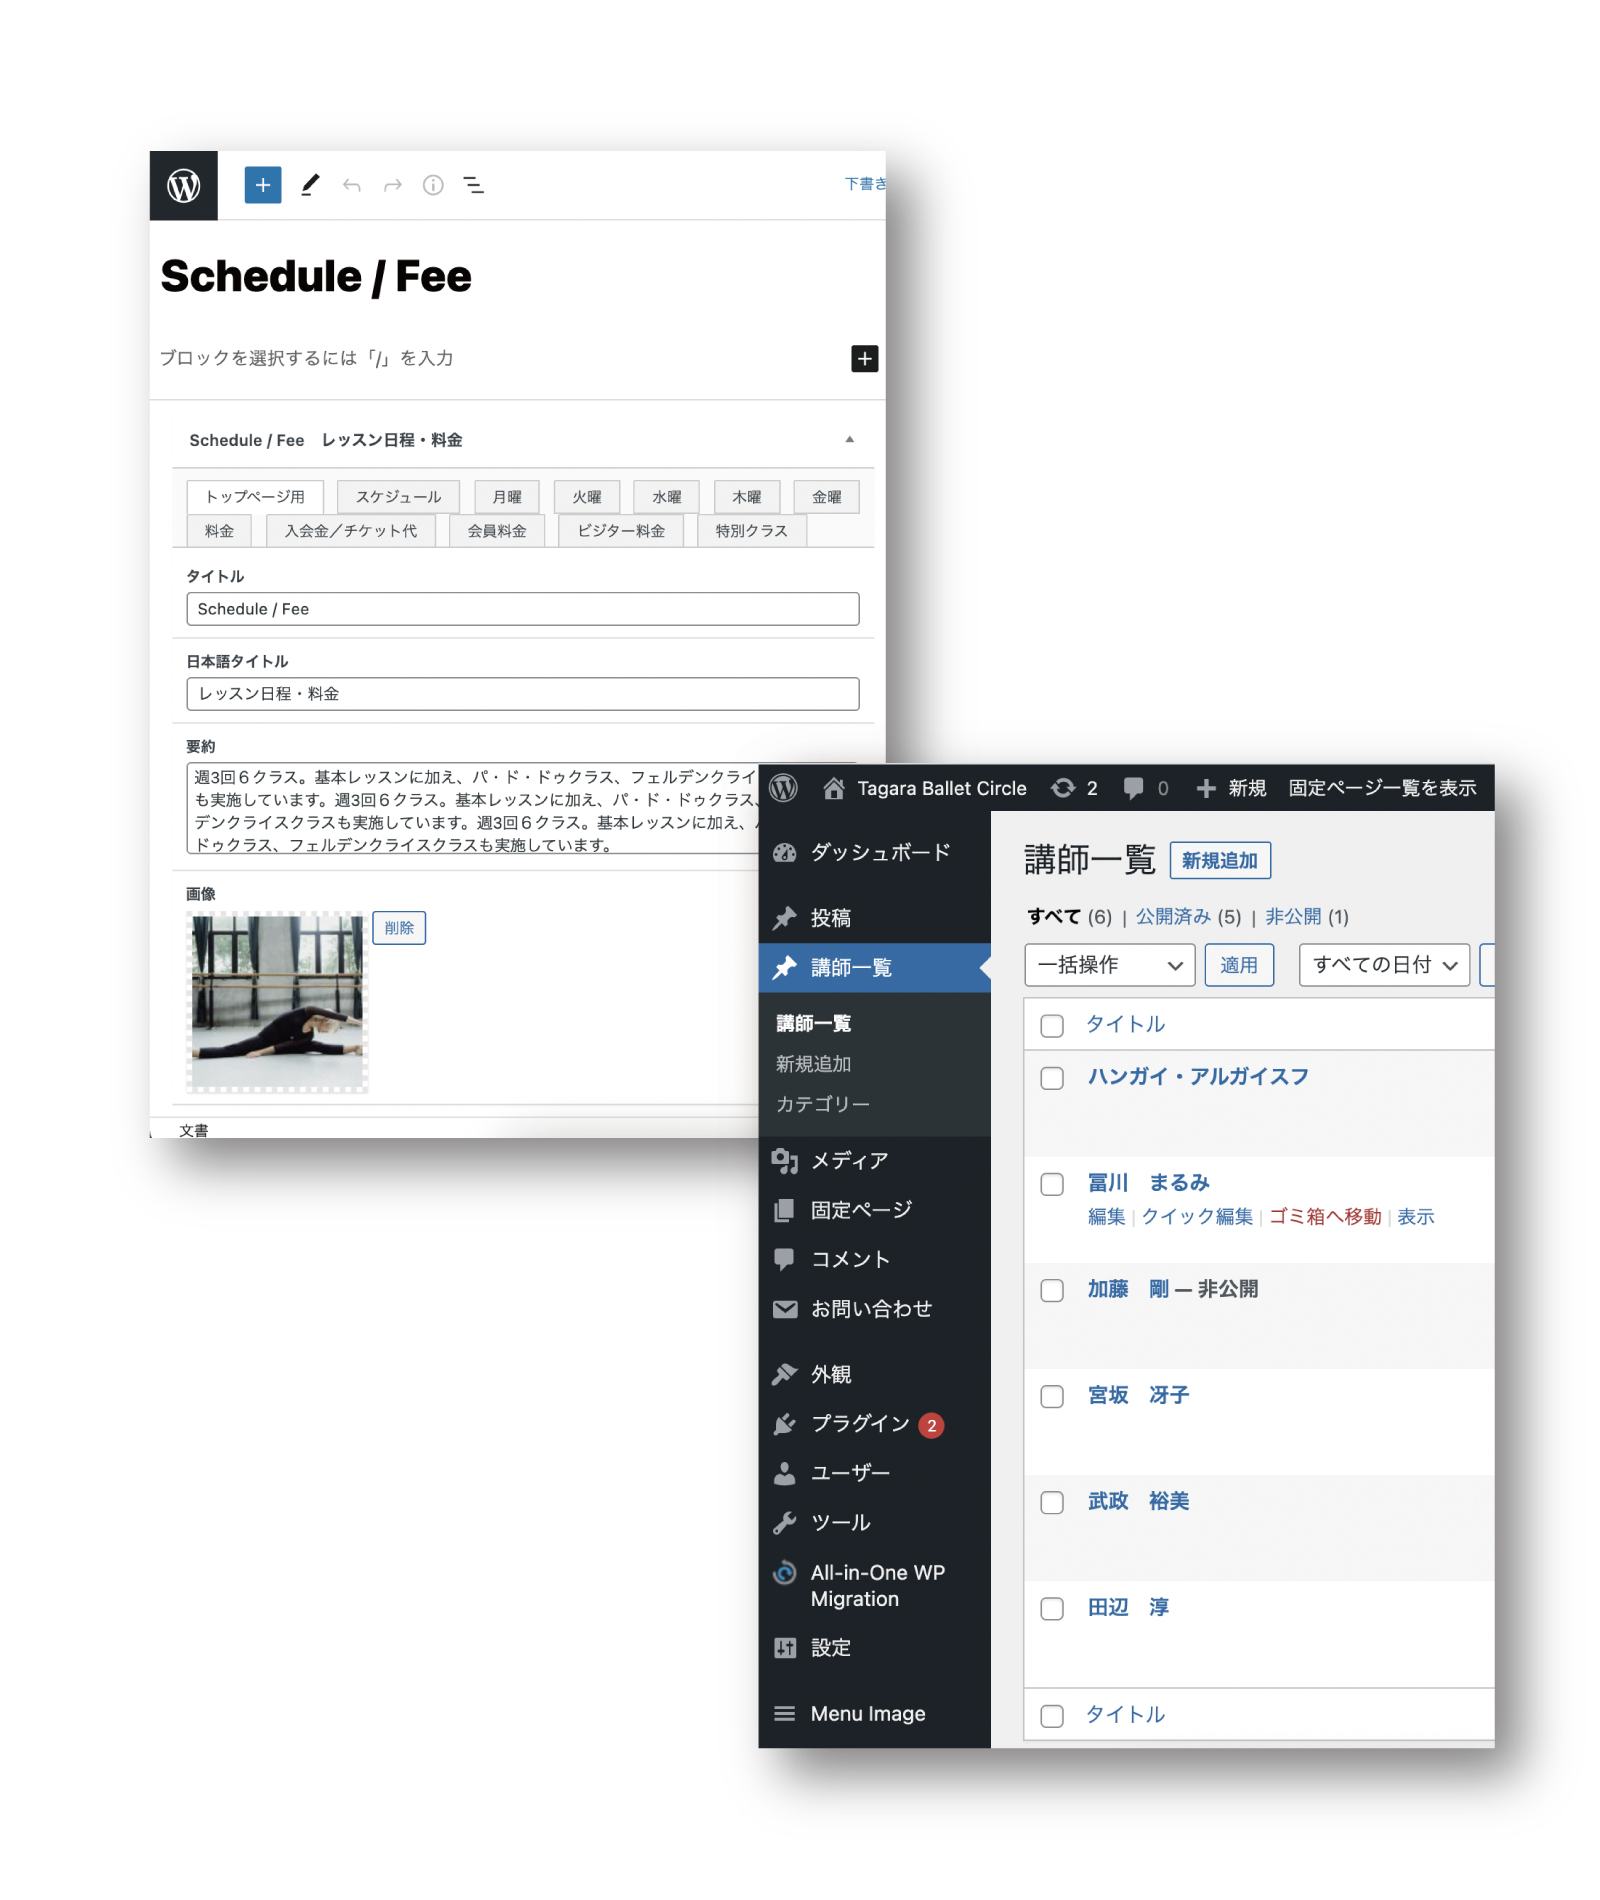 下書き
Schedule / Fee
ブロックを選択するには「/」を入力
Schedule / Fee　レッスン日程・料金
トップページ用 スケジュール 月曜 火曜 水曜 木曜 金曜
料金 入会金／チケット代 会員料金 ビジター料金 特別クラス
タイトル
Schedule / Fee
日本語タイトル
レッスン日程・料金
要約
週3回６クラス。基本レッスンに加え、パ・ド・ドゥクラス、フェルデンクライ
も実施しています。週3回６クラス。基本レッスンに加え、パ・ド・ドゥクラス、
デンクライスクラスも実施しています。週3回６クラス。基本レッスンに加え、
ドゥクラス、フェルデンクライスクラスも実施しています。
画像
削除
文書
Tagara Ballet Circle 2 0 新規 固定ページ一覧を表示
ダッシュボード
投稿
講師一覧
講師一覧
新規追加
カテゴリー
メディア
固定ページ
コメント
お問い合わせ
外観
プラグイン 2
ユーザー
ツール
All-in-One WP
Migration
設定
Menu Image
講師一覧 新規追加
すべて (6) | 公開済み (5) | 非公開 (1)
一括操作 適用 すべての日付
タイトル
ハンガイ・アルガイスフ
冨川　まるみ
編集 | クイック編集 | ゴミ箱へ移動 | 表示
加藤　剛 — 非公開
宮坂　冴子
武政　裕美
田辺　淳
タイトル